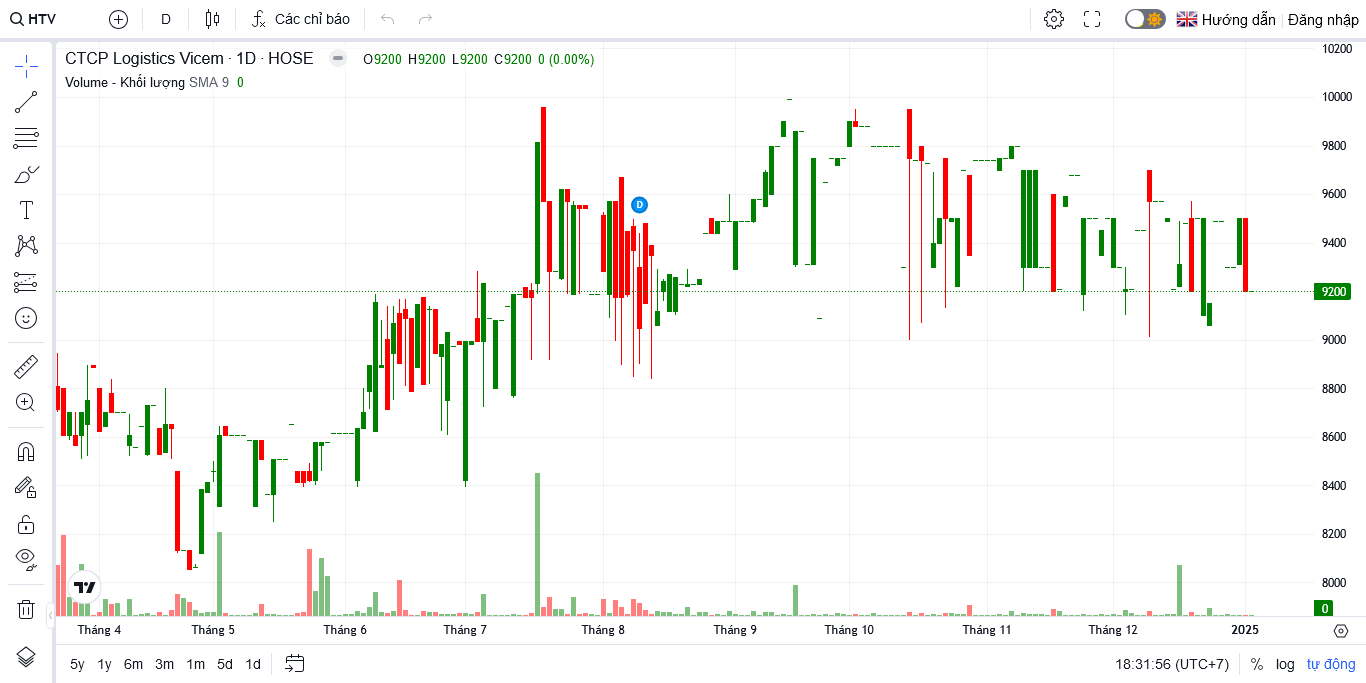 HTV D Các chỉ báo Hướng dẫn Đăng nhập
CTCP Logistics Vicem · 1D · HOSE O9200 H9200 L9200 C9200 0 (0.00%)
Volume - Khối lượng SMA 9 0
10200
10000
9800
9600
D
9400
9200
9000
8800
8600
8400
8200
8000
0
Tháng 4 Tháng 5 Tháng 6 Tháng 7 Tháng 8 Tháng 9 Tháng 10 Tháng 11 Tháng 12 2025
5y 1y 6m 3m 1m 5d 1d 18:31:56 (UTC+7) % log tự động